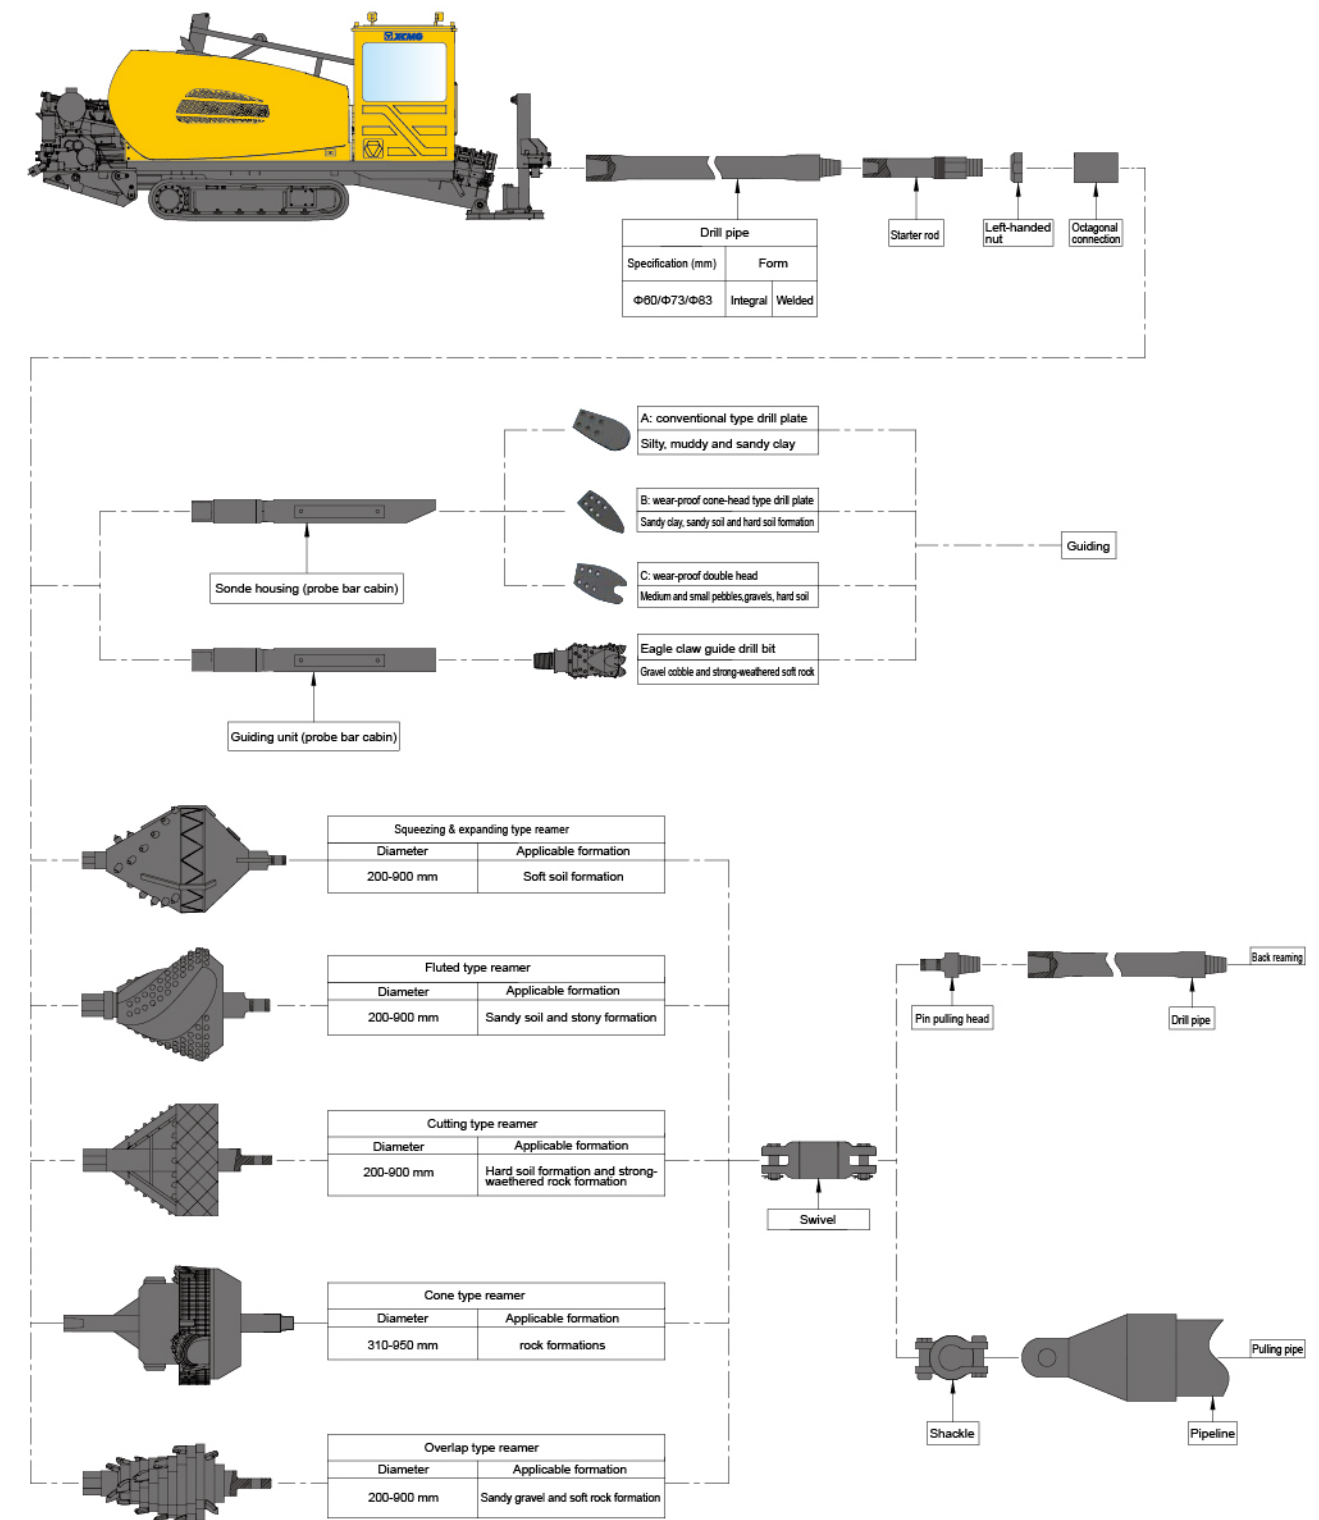 XCMG
Drill pipe
Specification (mm)
Form
Φ60/Φ73/Φ83
Integral
Welded
Starter rod
Left-handed
nut
Octagonal
connection
A: conventional type drill plate
Silty, muddy and sandy clay
B: wear-proof cone-head type drill plate
Sandy clay, sandy soil and hard soil formation
C: wear-proof double head
Medium and small pebbles,gravels, hard soil
Guiding
Sonde housing (probe bar cabin)
Eagle claw guide drill bit
Gravel cobble and strong-weathered soft rock
Guiding unit (probe bar cabin)
Squeezing & expanding type reamer
Diameter
Applicable formation
200-900 mm
Soft soil formation
Fluted type reamer
Diameter
Applicable formation
200-900 mm
Sandy soil and stony formation
Pin pulling head
Drill pipe
Back reaming
Cutting type reamer
Diameter
Applicable formation
200-900 mm
Hard soil formation and strong-
waethered rock formation
Swivel
Cone type reamer
Diameter
Applicable formation
310-950 mm
rock formations
Pulling pipe
Shackle
Pipeline
Overlap type reamer
Diameter
Applicable formation
200-900 mm
Sandy gravel and soft rock formation